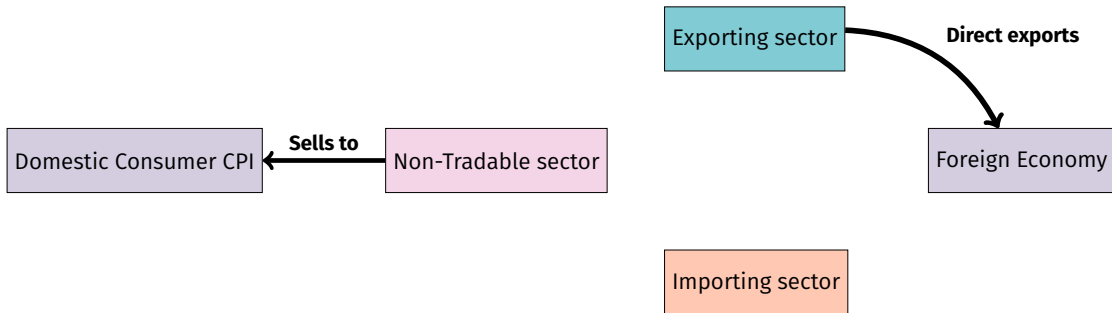 Exporting sector
Direct exports
Domestic Consumer CPI
Sells to
Non-Tradable sector
Foreign Economy
Importing sector